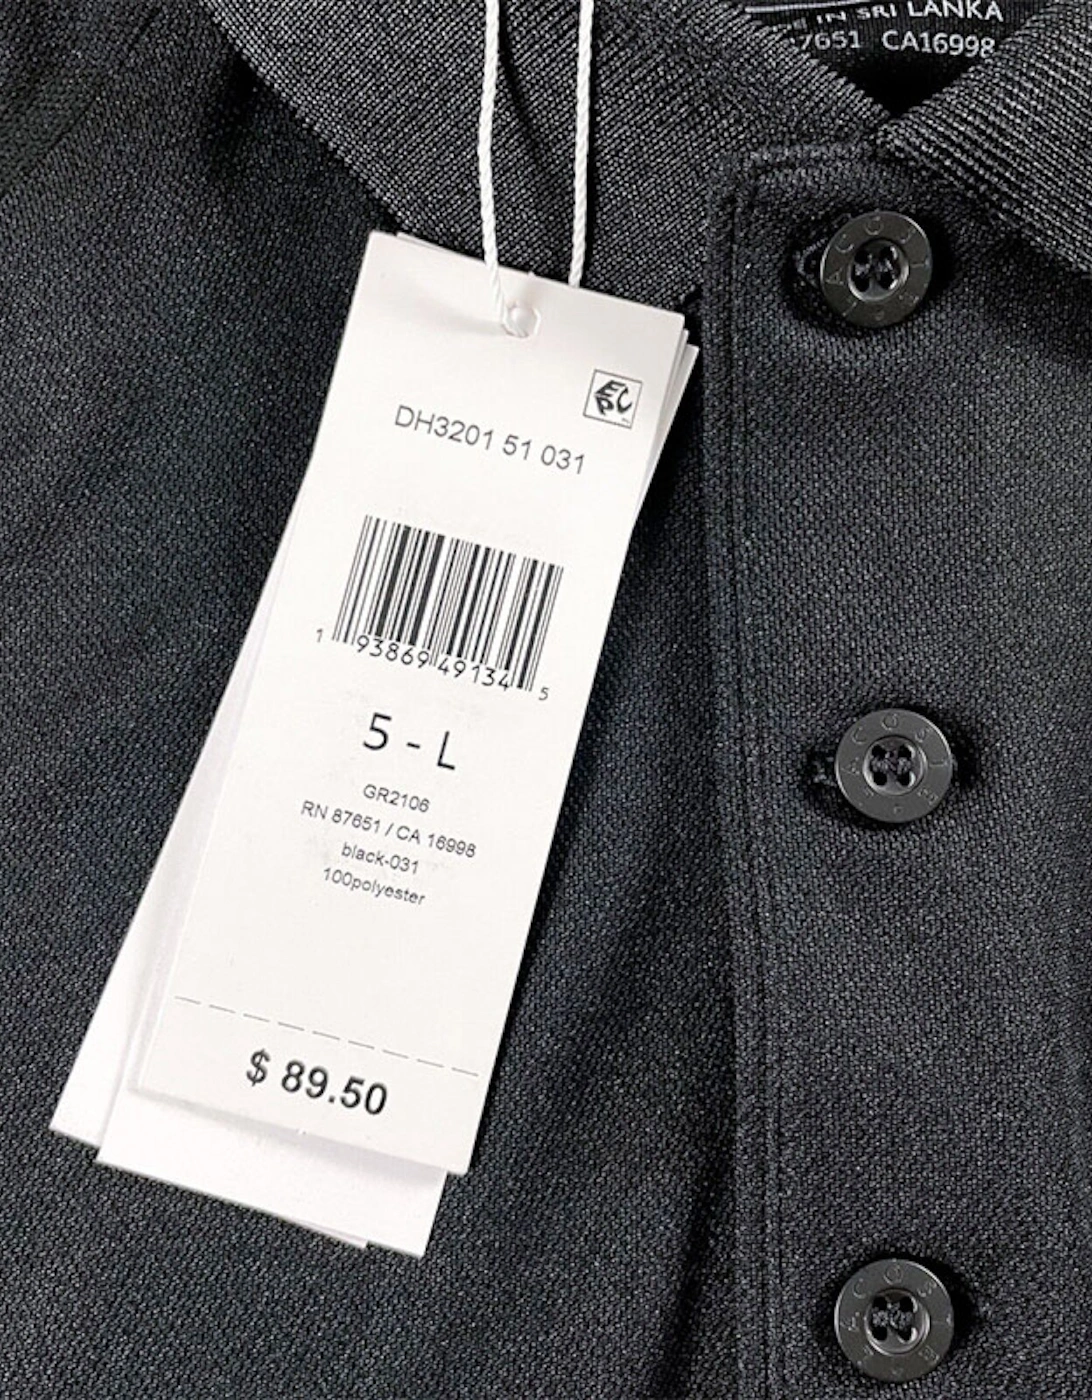 IN SRI LANKA
7651 CA16998
EPC
DH3201 51 031
1 93869 49134 5
5 - L
GR2106
RN 87651 / CA 16998
black-031
100polyester
$ 89.50